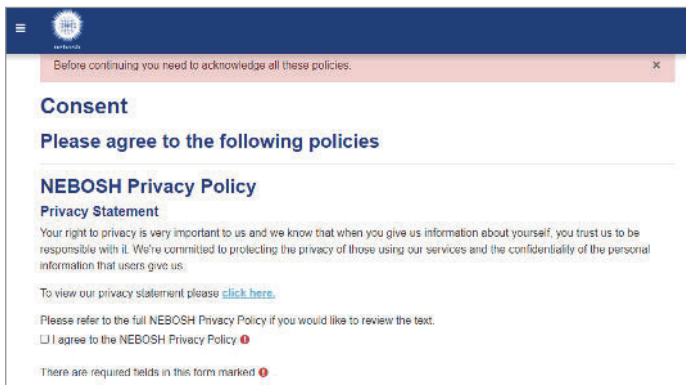 nebosh
Before continuing you need to acknowledge all these policies.
Consent
Please agree to the following policies
NEBOSH Privacy Policy
Privacy Statement
Your right to privacy is very important to us and we know that when you give us information about yourself, you trust us to be
responsible with it. We're committed to protecting the privacy of those using our services and the confidentiality of the personal
information that users give us.
To view our privacy statement please click here.
Please refer to the full NEBOSH Privacy Policy if you would like to review the text.
I agree to the NEBOSH Privacy Policy
There are required fields in this form marked